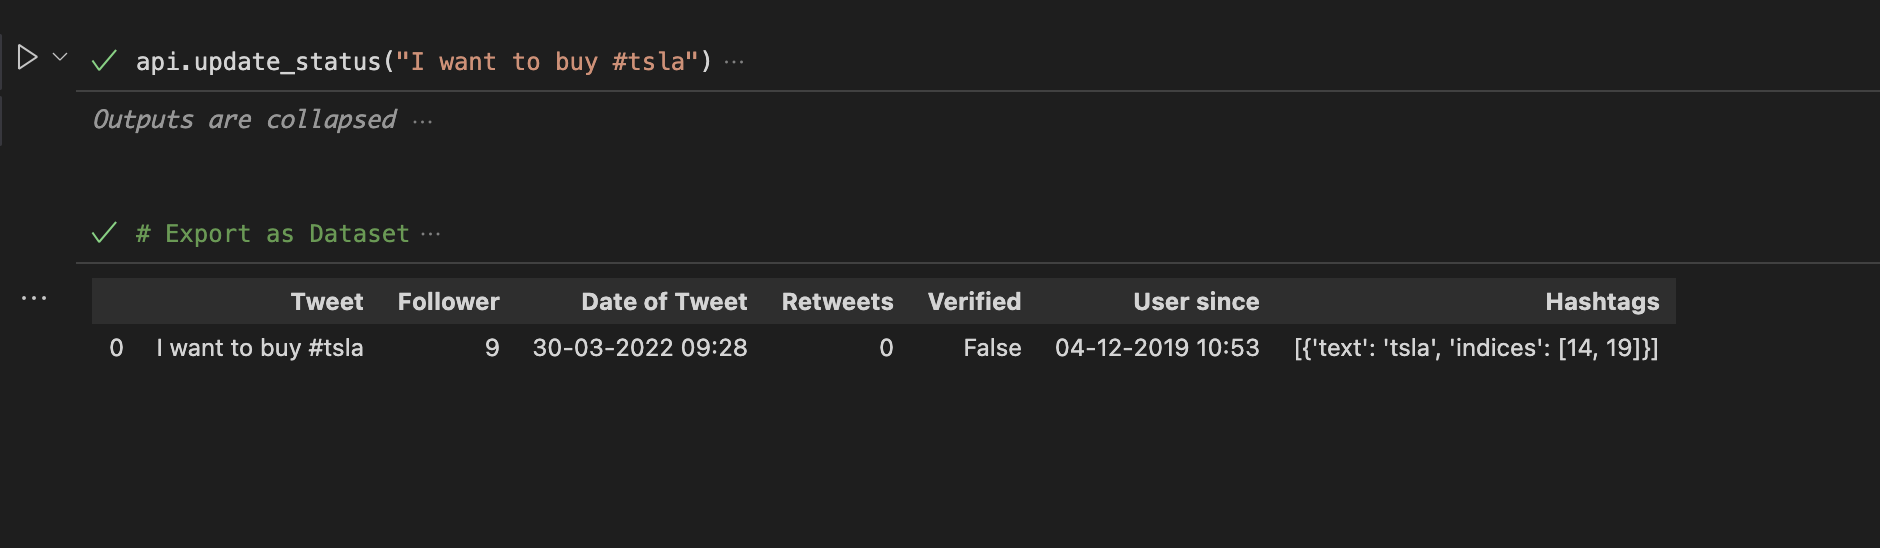 api.update_status("I want to buy #tsla") ...
Outputs are collapsed ...
# Export as Dataset ...
Tweet Follower Date of Tweet Retweets Verified User since Hashtags
0 I want to buy #tsla 9 30-03-2022 09:28 0 False 04-12-2019 10:53 [{'text': 'tsla', 'indices': [14, 19]}]